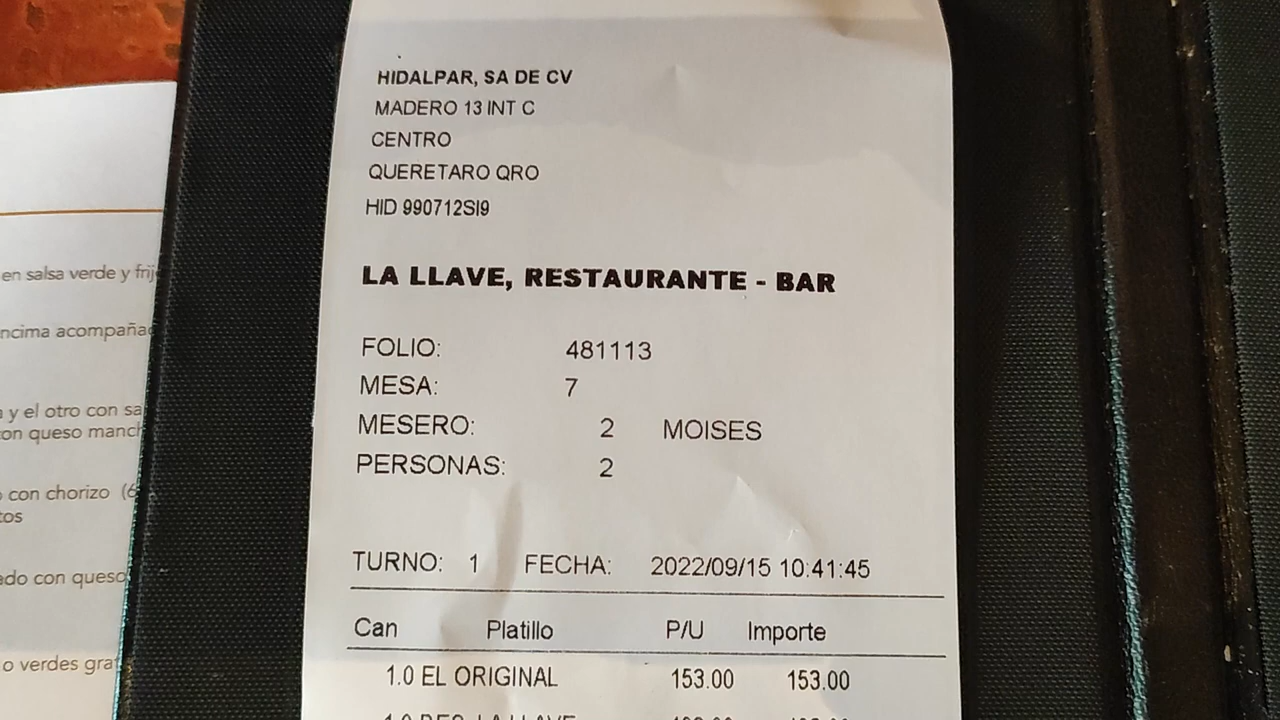 HIDALPAR, SA DE CV
MADERO 13 INT C
CENTRO
QUERETARO QRO
HID 990712SI9
LA LLAVE, RESTAURANTE - BAR
FOLIO: 481113
MESA: 7
MESERO: 2 MOISES
PERSONAS: 2
TURNO: 1 FECHA: 2022/09/15 10:41:45
Can Platillo P/U Importe
1.0 EL ORIGINAL 153.00 153.00
en salsa verde y frij
ncima acompaña
y el otro con sa
on queso manch
con chorizo (6
tos
ado con queso
o verdes gra